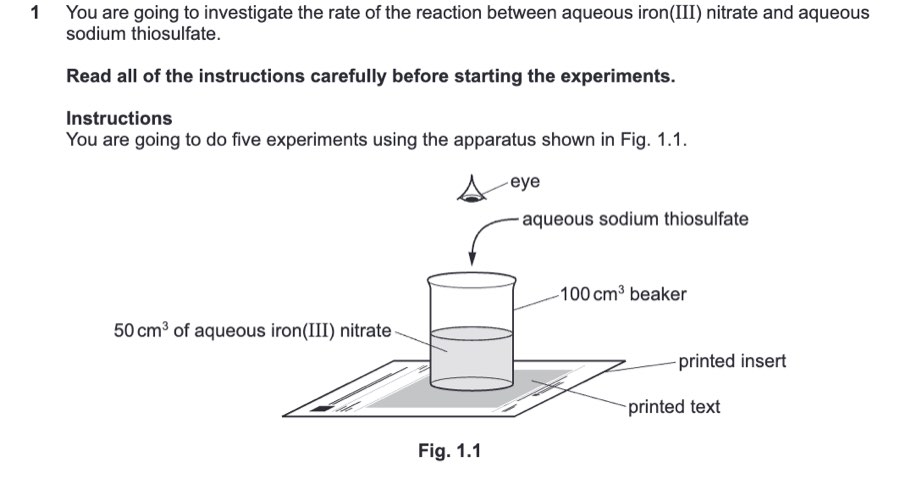 1 You are going to investigate the rate of the reaction between aqueous iron(III) nitrate and aqueous
sodium thiosulfate.
Read all of the instructions carefully before starting the experiments.
Instructions
You are going to do five experiments using the apparatus shown in Fig. 1.1.
eye
aqueous sodium thiosulfate
100 cm³ beaker
50 cm³ of aqueous iron(III) nitrate
printed insert
printed text
Fig. 1.1